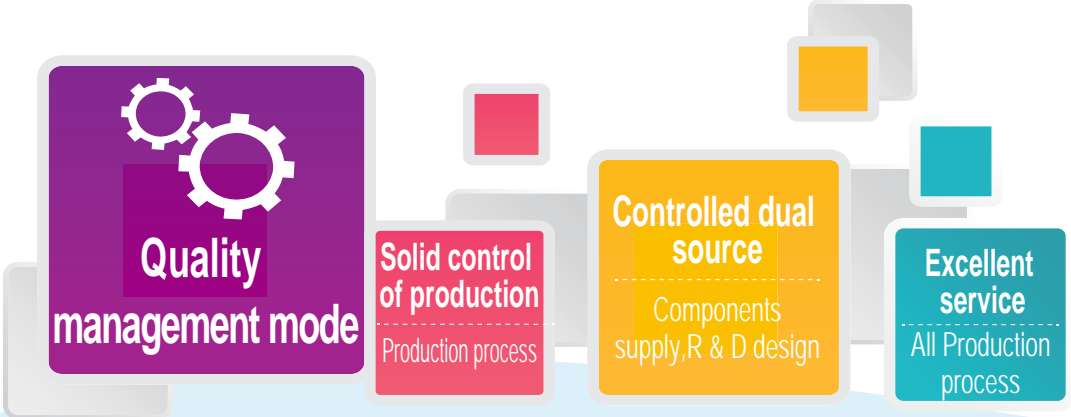 Quality
management mode
Solid control
of production
Production process
Controlled dual
source
Components
supply,R & D design
Excellent
service
All Production
process